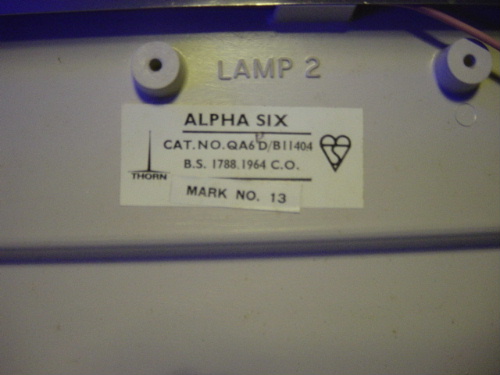 LAMP 2
ALPHA SIX
CAT. NO. QA6 D/B11404
B.S. 1788.1964 C.O.
THORN
MARK NO. 13